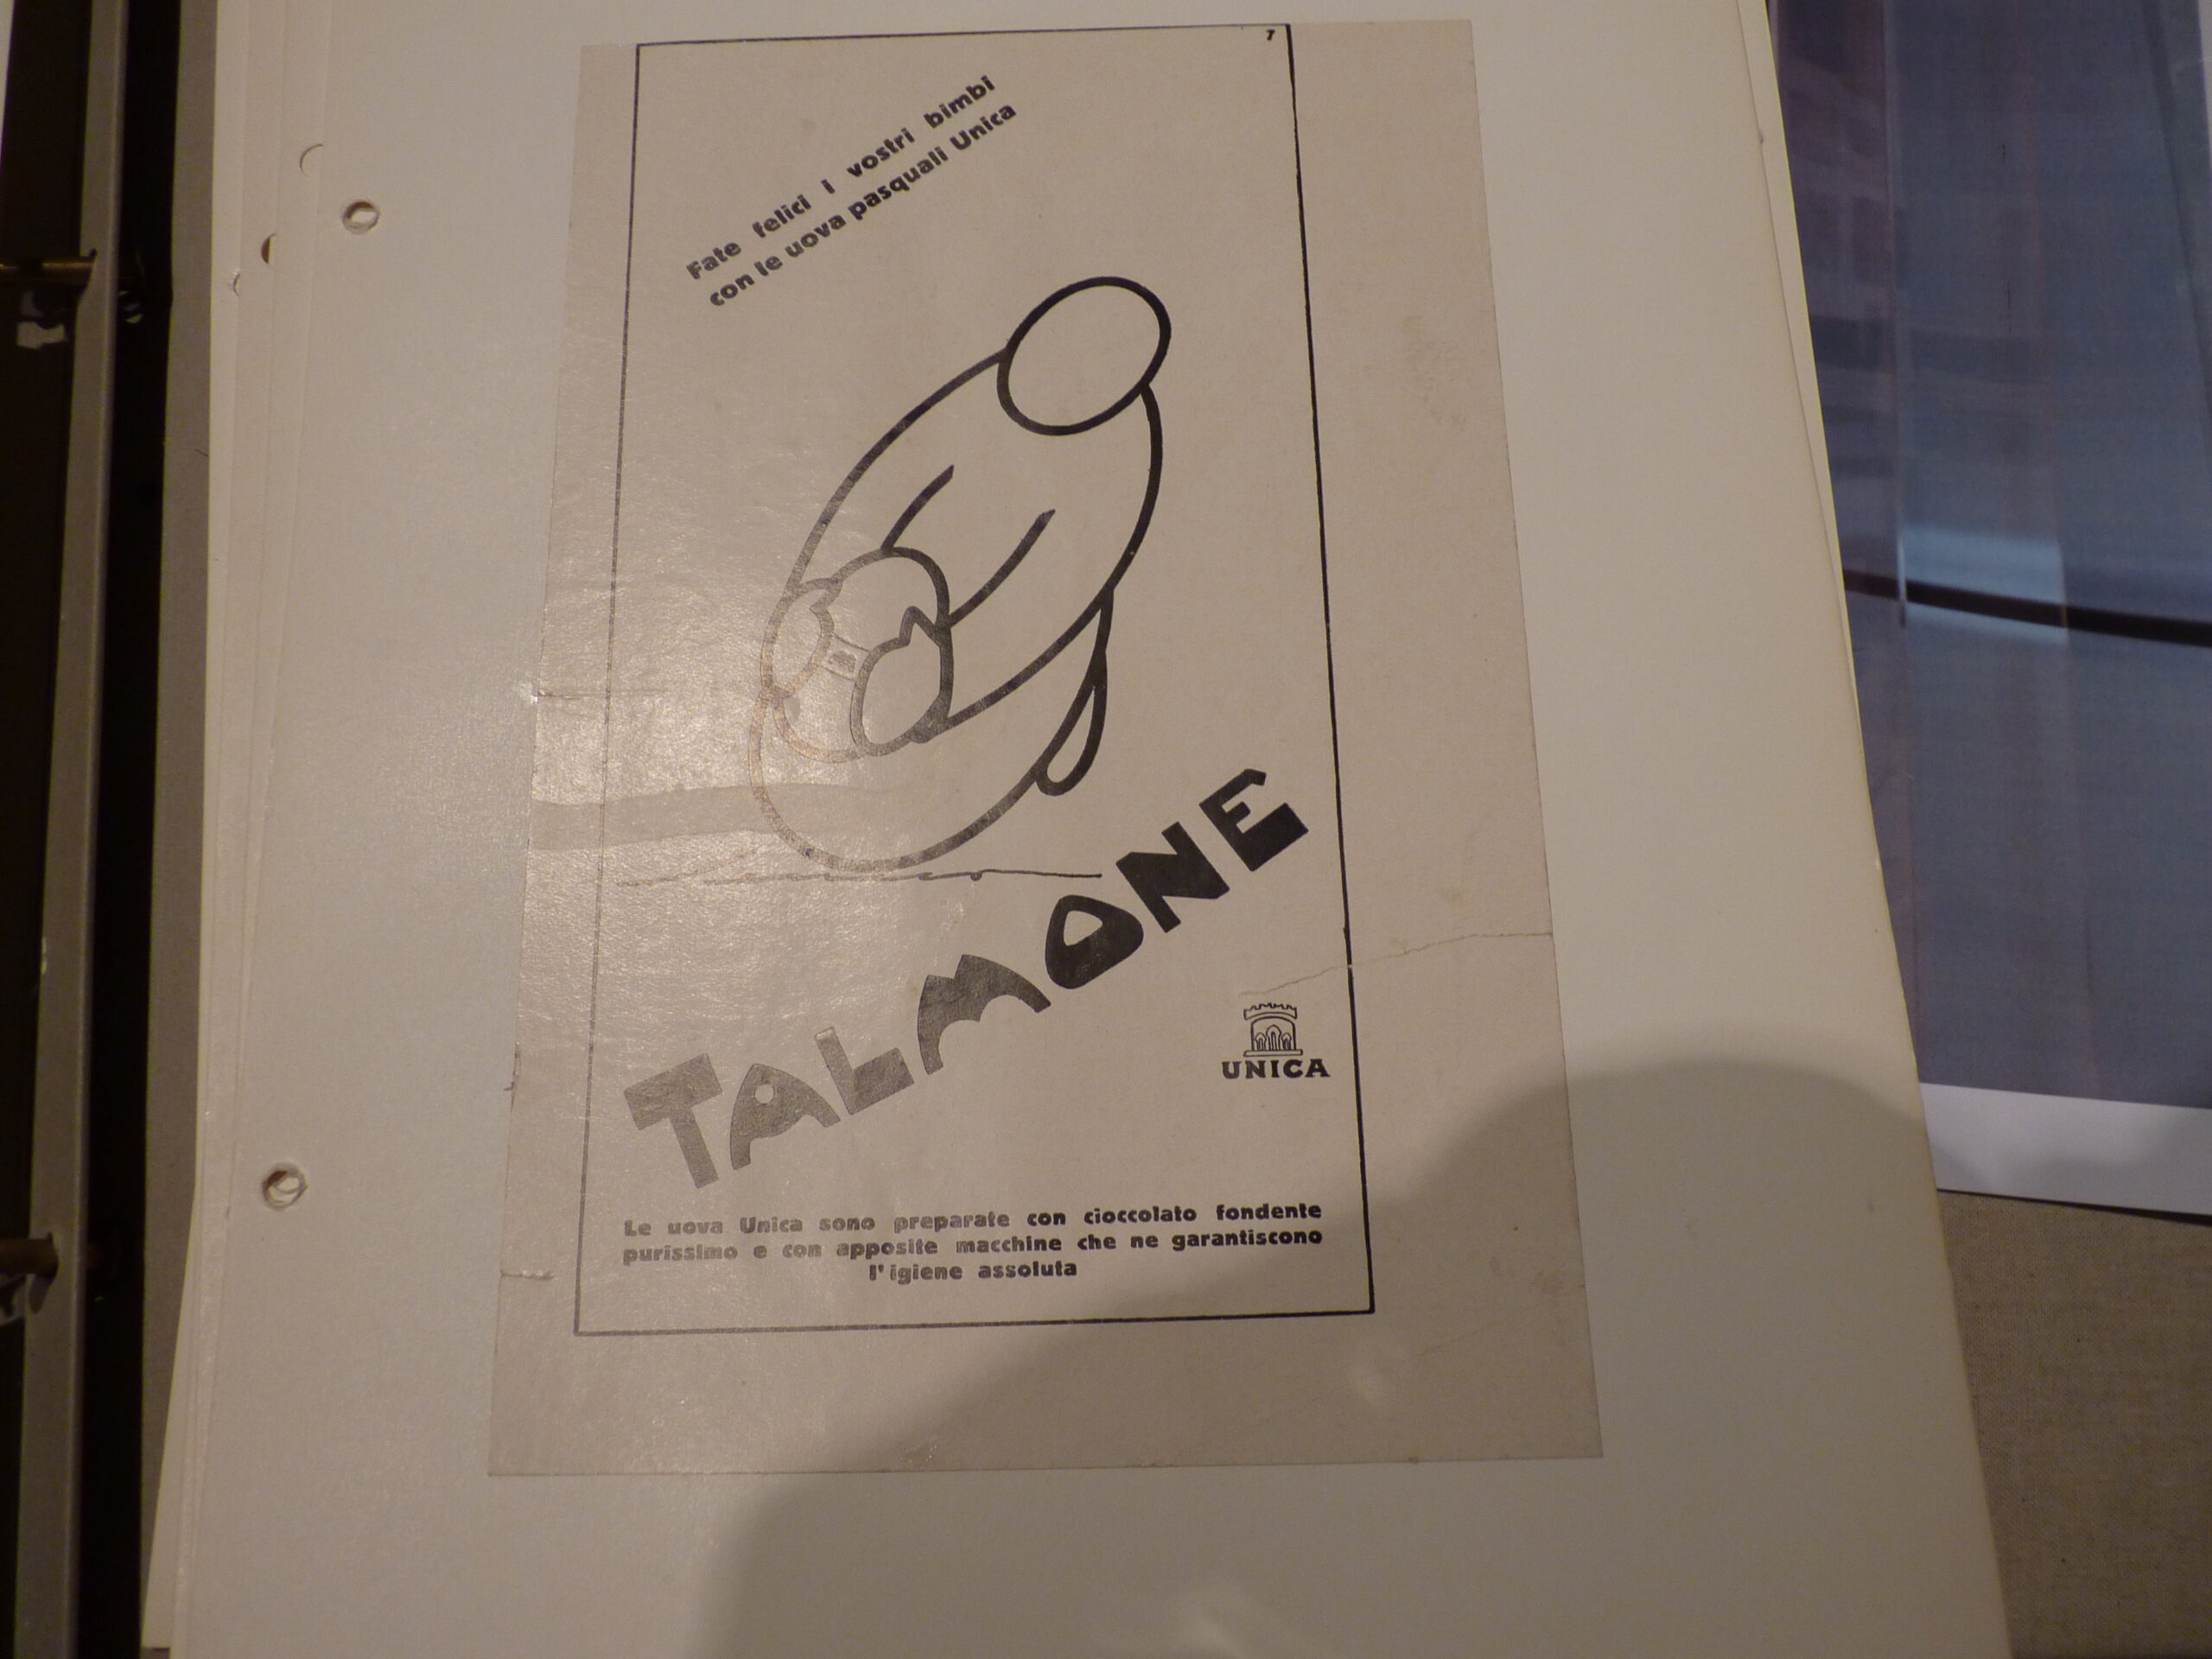 7
Fate felici i vostri bimbi
con le uova pasquali Unica
TALMONE
UNICA
Le uova Unica sono preparate con cioccolato fondente
purissimo e con apposite macchine che ne garantiscono
l'igiene assoluta